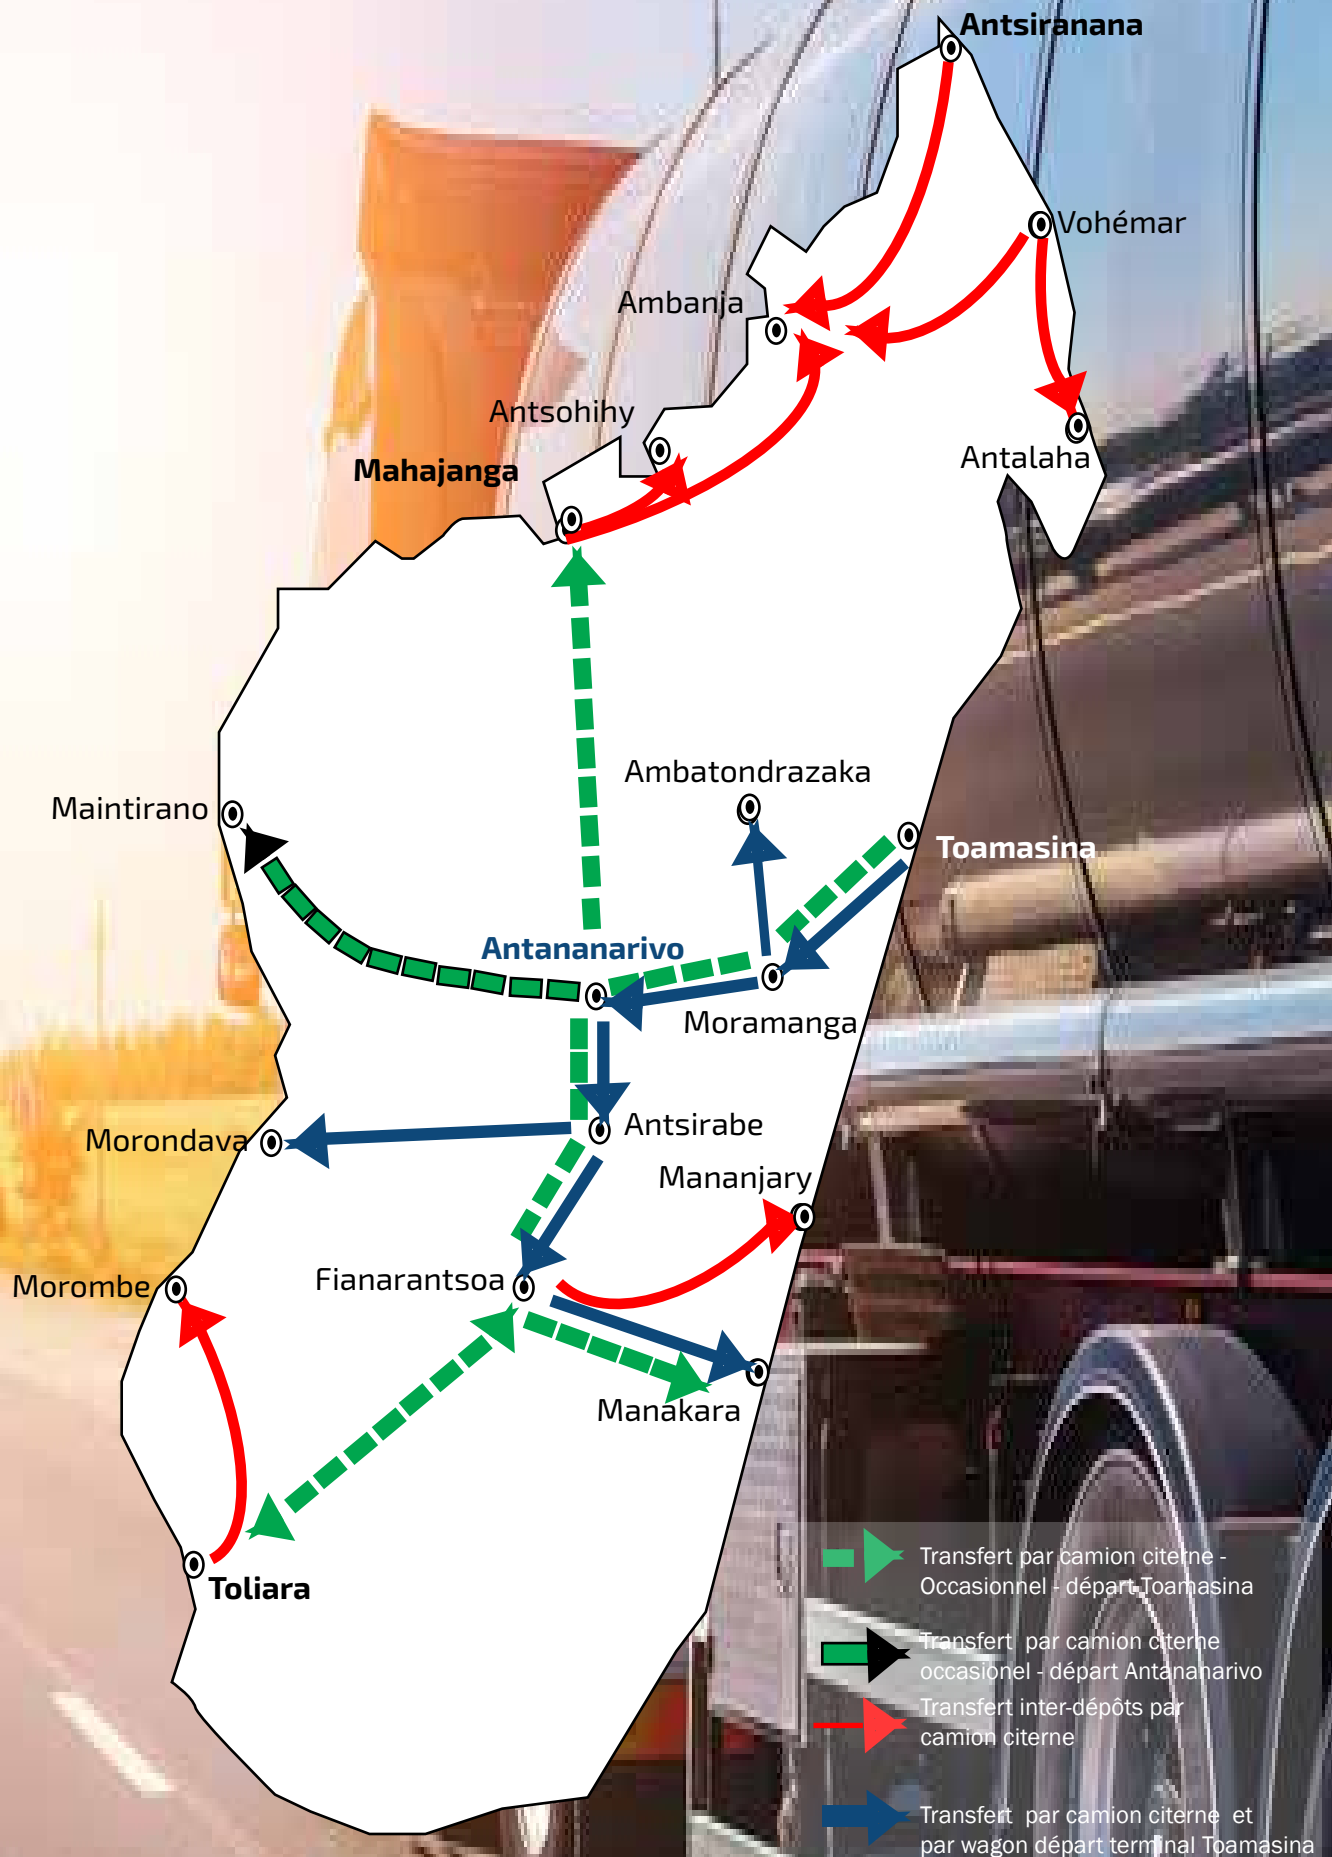 Antsiranana
Vohémar
Ambanja
Antsohihy
Mahajanga
Antalaha
Ambatondrazaka
Maintirano
Toamasina
Antananarivo
Moramanga
Antsirabe
Morondava
Mananjary
Fianarantsoa
Morombe
Manakara
Toliara
Transfert par camion citerne -
Occasionnel - départ Toamasina
Transfert par camion citerne
occasionel - départ Antananarivo
Transfert inter-dépôts par
camion citerne
Transfert par camion citerne et
par wagon départ terminal Toamasina